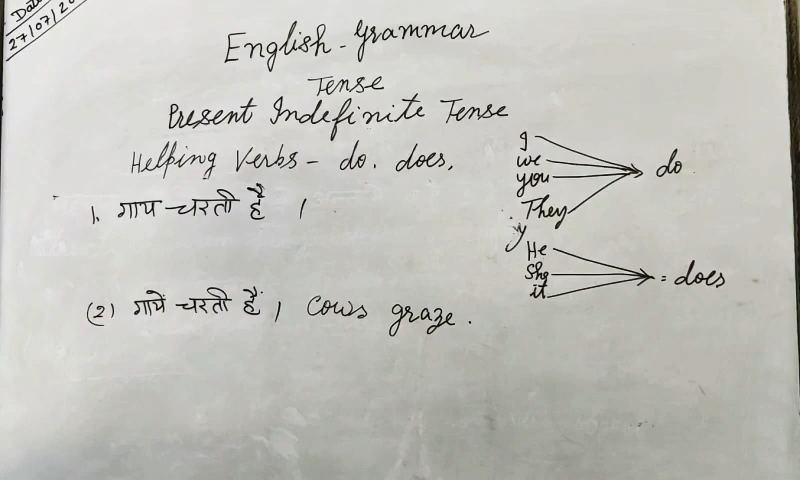 Date
27/07/20
English - Grammar
Tense
Present Indefinite Tense
Helping Verbs - do. does,
I
we
you
They
do
1. गाय चरती है ।
He
She
it
= does
(2) गायें चरती हैं । Cows graze.